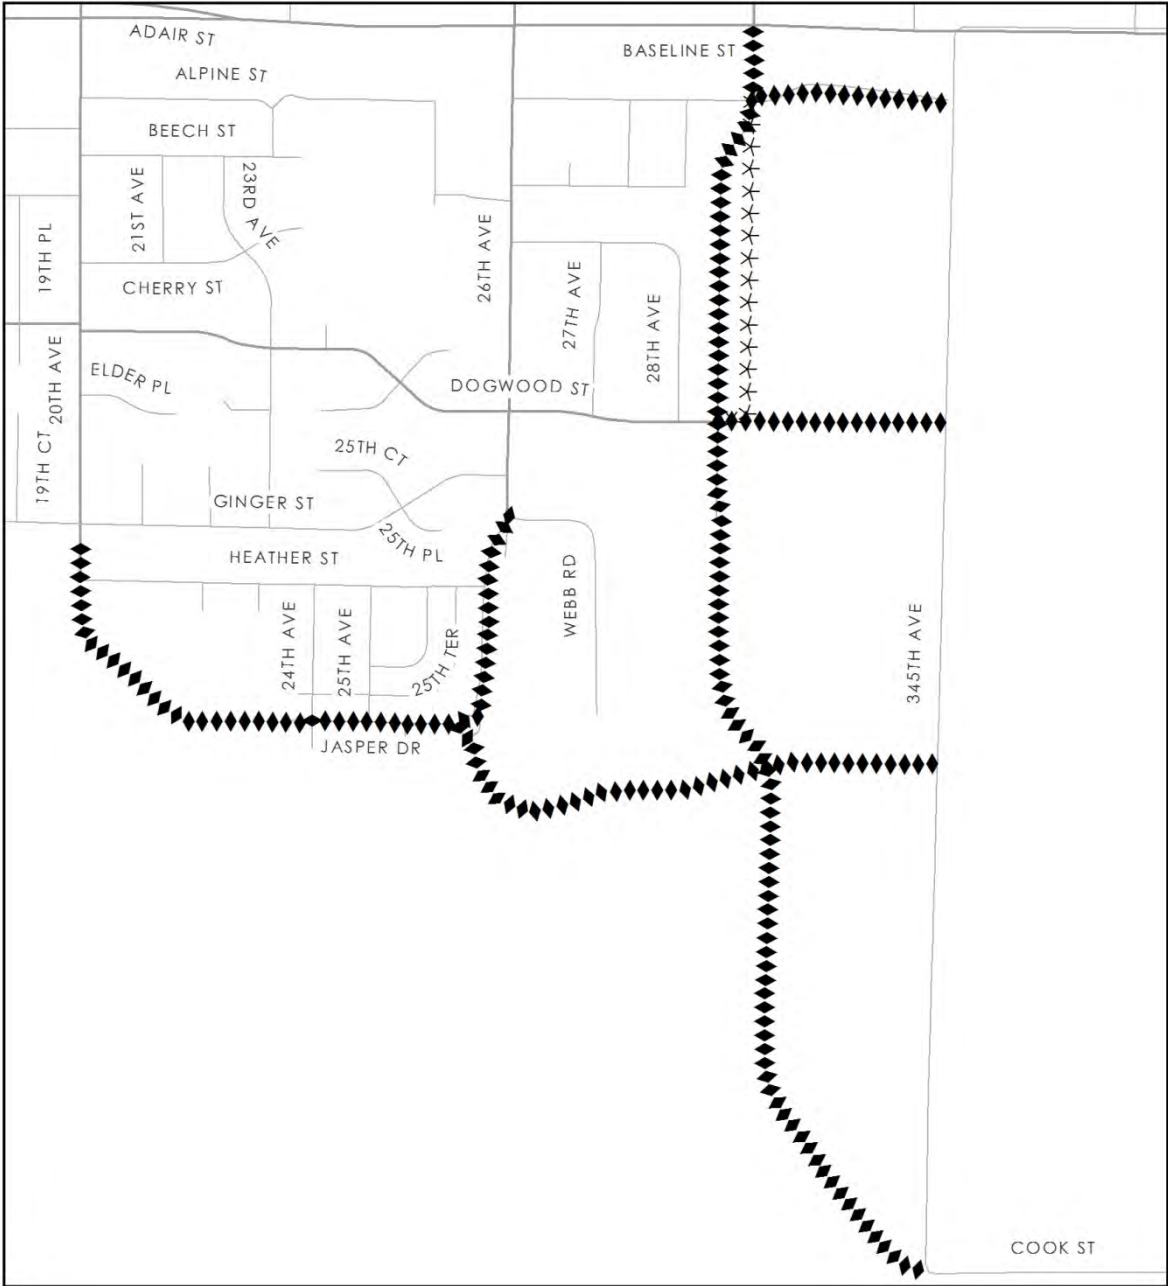 ADAIR ST
BASELINE ST
ALPINE ST
BEECH ST
21ST AVE
23RD AVE
19TH PL
26TH AVE
CHERRY ST
27TH AVE
28TH AVE
20TH AVE
ELDER PL
DOGWOOD ST
19TH CT
25TH CT
GINGER ST
25TH PL
HEATHER ST
WEBB RD
24TH AVE
25TH AVE
25TH TER
345TH AVE
JASPER DR
COOK ST